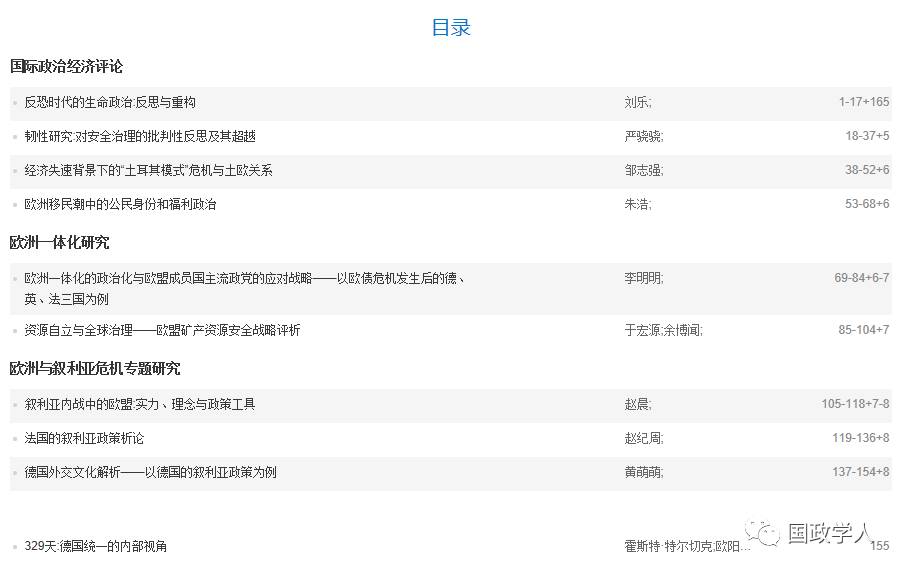 目录
国际政治经济评论
反恐时代的生命政治:反思与重构 刘乐; 1-17+165
韧性研究:对安全治理的批判性反思及其超越 严骁骁; 18-37+5
经济失速背景下的“土耳其模式”危机与土欧关系 邹志强; 38-52+6
欧洲移民潮中的公民身份和福利政治 朱浩; 53-68+6
欧洲一体化研究
欧洲一体化的政治化与欧盟成员国主流政党的应对战略——以欧债危机发生后的德、 李明明; 69-84+6-7
英、法三国为例
资源自立与全球治理——欧盟矿产资源安全战略评析 于宏源;余博闻; 85-104+7
欧洲与叙利亚危机专题研究
叙利亚内战中的欧盟:实力、理念与政策工具 赵晨; 105-118+7-8
法国的叙利亚政策析论 赵纪周; 119-136+8
德国外交文化解析——以德国的叙利亚政策为例 黄萌萌; 137-154+8
国政学人
329天:德国统一的内部视角 霍斯特·特尔切克;欧阳... 155